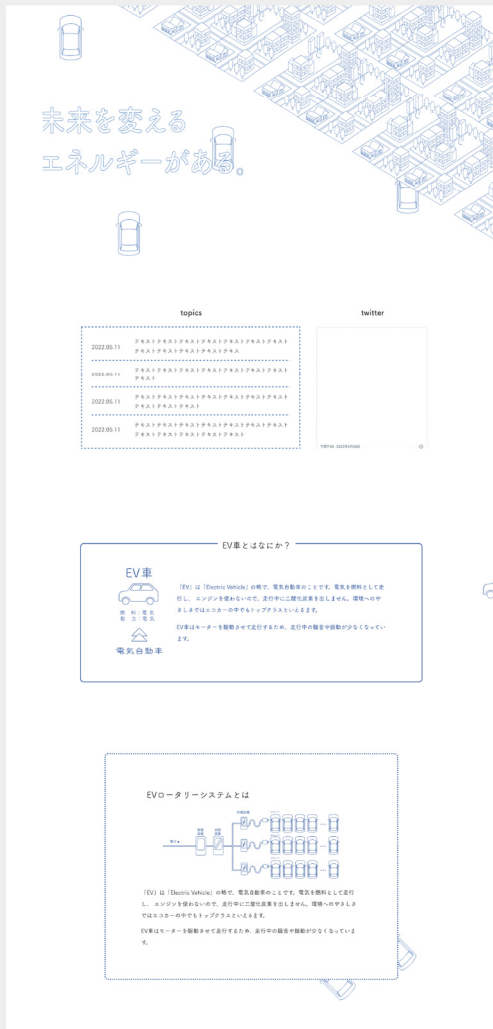 未来を変える
エネルギーがある。
topics
twitter
2022.05.11
テキストテキストテキストテキストテキストテキストテキスト
テキストテキストテキストテキストテキス
2022.05.11
テキストテキストテキストテキストテキストテキストテキスト
テキスト
2022.05.11
テキストテキストテキストテキストテキストテキストテキスト
テキストテキストテキスト
2022.05.11
テキストテキストテキストテキストテキストテキストテキスト
テキストテキストテキストテキストテキスト
EV車とはなにか？
EV車
燃 料：電 気
動 力：電 気
電気自動車
「EV」は「Electric Vehicle」の略で、電気自動車のことです。電気を燃料として走
行し、 エンジンを使わないので、走行中に二酸化炭素を出しません。環境へのや
さしさではエコカーの中でもトップクラスといえるます。
EV車はモーターを駆動させて走行するため、走行中の騒音や振動が少なくなってい
ます。
EVロータリーシステムとは
「EV」は「Electric Vehicle」の略で、電気自動車のことです。電気を燃料として走行
し、 エンジンを使わないので、走行中に二酸化炭素を出しません。環境へのやさしさ
ではエコカーの中でもトップクラスといえるます。
EV車はモーターを駆動させて走行するため、走行中の騒音や振動が少なくなっていま
す。